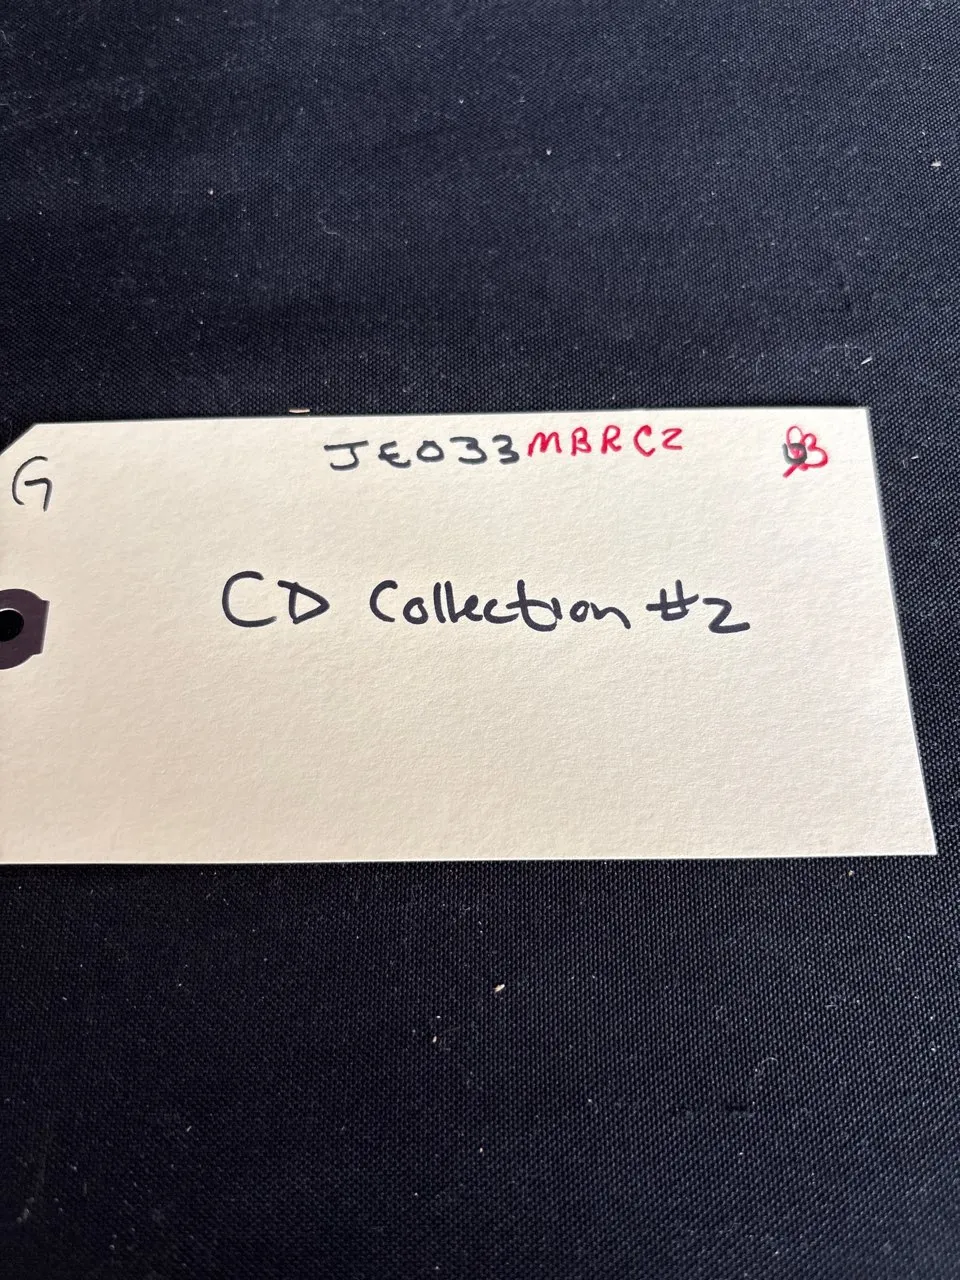 JE033MBRC2
G
CD Collection #2